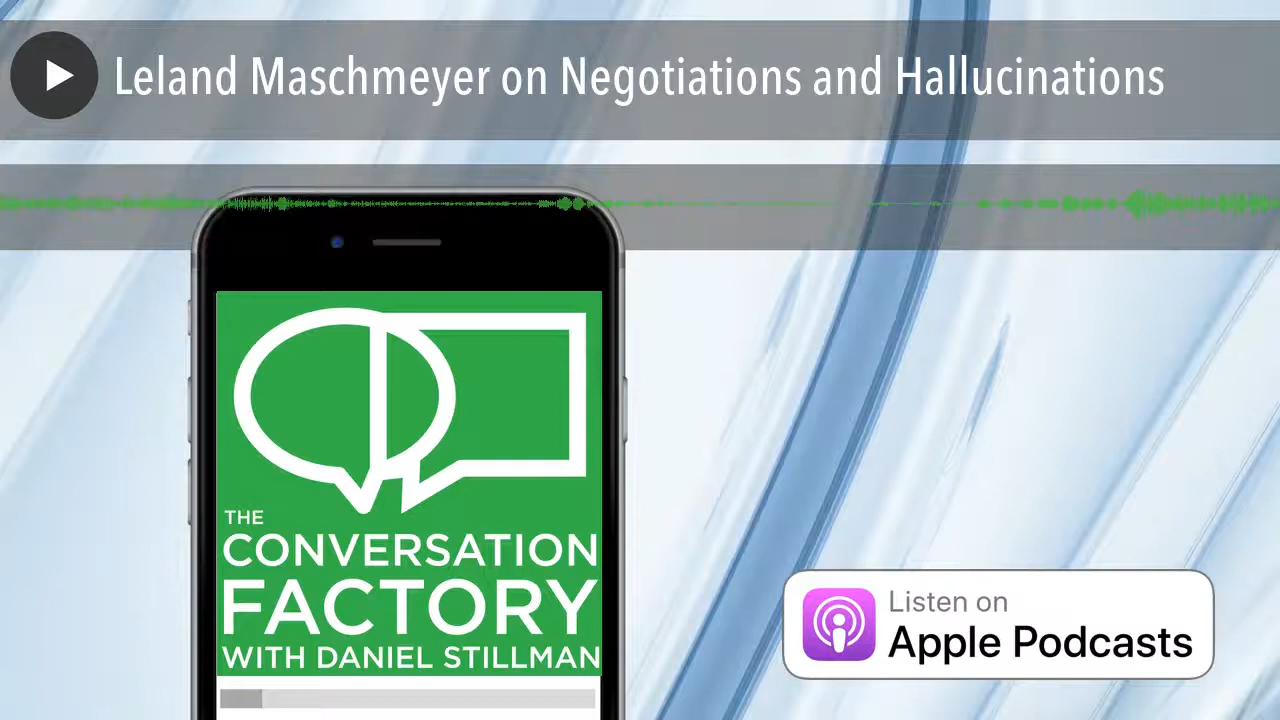 Leland Maschmeyer on Negotiations and Hallucinations
THE
CONVERSATION
FACTORY
WITH DANIEL STILLMAN
Listen on
Apple Podcasts